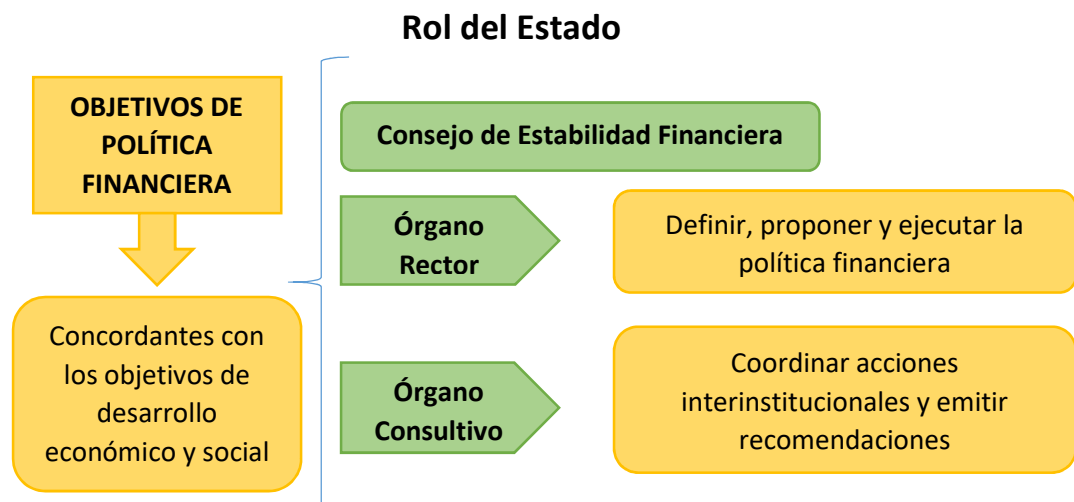 Rol del Estado
OBJETIVOS DE
POLÍTICA
FINANCIERA
Concordantes con
los objetivos de
desarrollo
económico y social
Consejo de Estabilidad Financiera
Órgano
Rector
Definir, proponer y ejecutar la
política financiera
Órgano
Consultivo
Coordinar acciones
interinstitucionales y emitir
recomendaciones